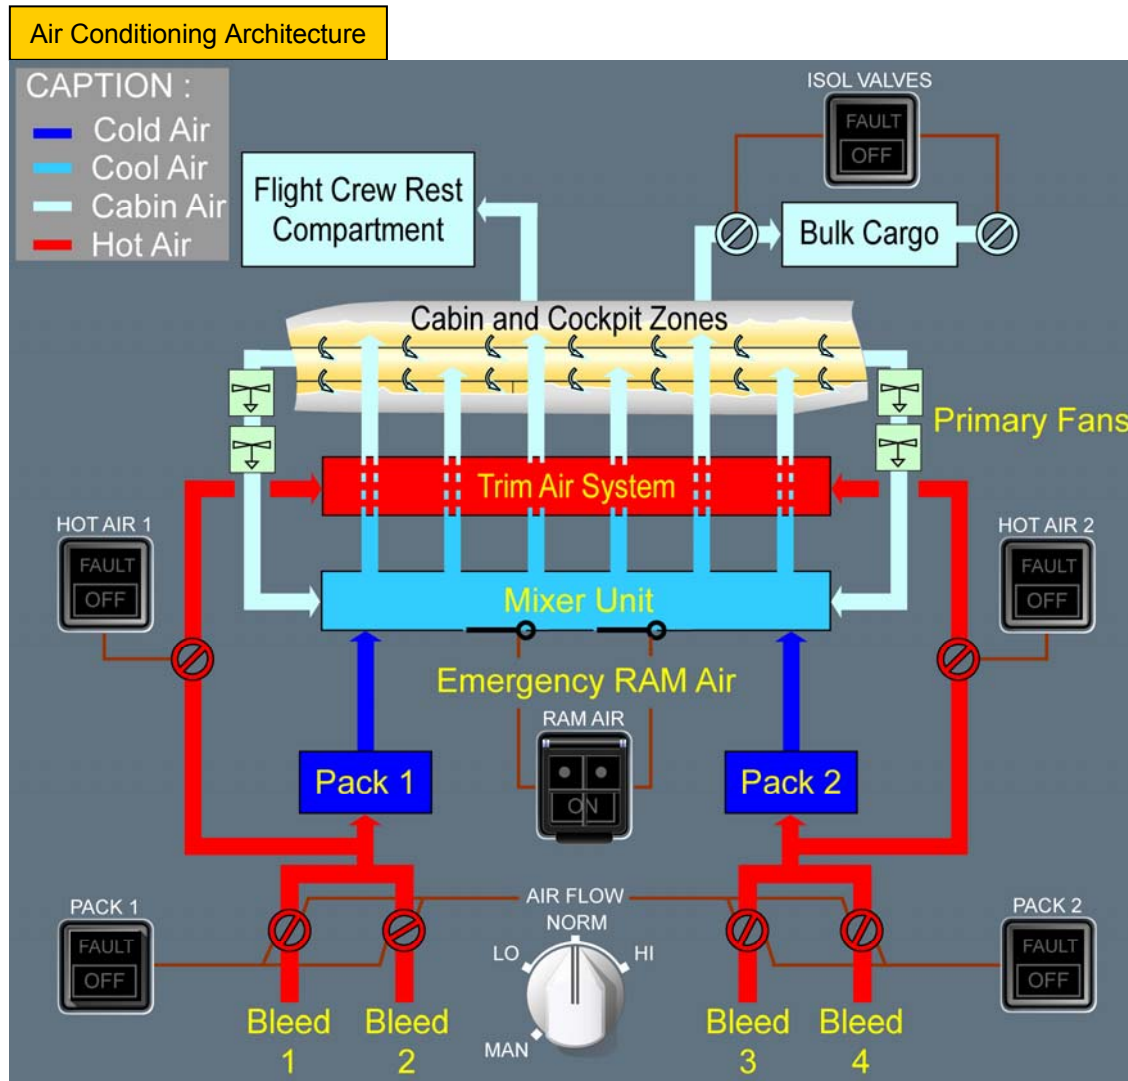 Air Conditioning Architecture
CAPTION :
Cold Air
Cool Air
Cabin Air
Hot Air
ISOL VALVES
FAULT
OFF
Flight Crew Rest
Compartment
Bulk Cargo
Cabin and Cockpit Zones
Primary Fans
Trim Air System
HOT AIR 1
FAULT
OFF
HOT AIR 2
FAULT
OFF
Mixer Unit
Emergency RAM Air
RAM AIR
ON
Pack 1
Pack 2
PACK 1
FAULT
OFF
AIR FLOW
NORM
LO
HI
MAN
PACK 2
FAULT
OFF
Bleed
1
Bleed
2
Bleed
3
Bleed
4